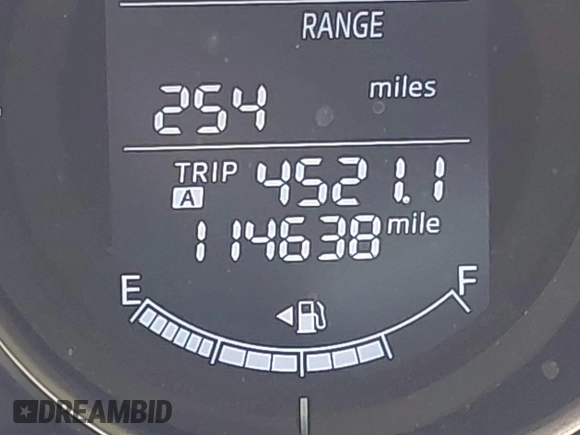 RANGE
254 miles
TRIP A 4521.1
114638 mile
E F
DREAMBID